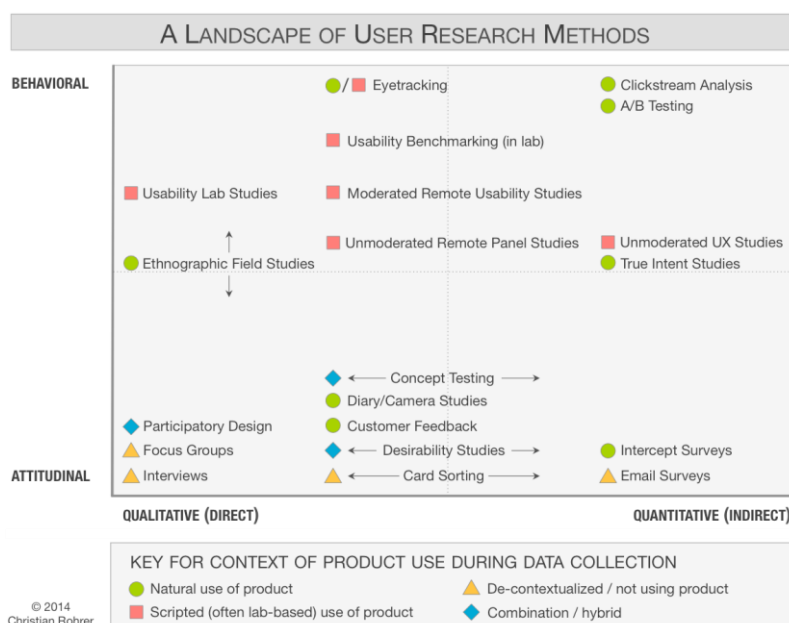 A LANDSCAPE OF USER RESEARCH METHODS
BEHAVIORAL
/ Eyetracking
Clickstream Analysis
A/B Testing
Usability Benchmarking (in lab)
Usability Lab Studies
Moderated Remote Usability Studies
Unmoderated Remote Panel Studies
Unmoderated UX Studies
Ethnographic Field Studies
True Intent Studies
Concept Testing
Diary/Camera Studies
Participatory Design
Customer Feedback
Focus Groups
Desirability Studies
Intercept Surveys
ATTITUDINAL
Interviews
Card Sorting
Email Surveys
QUALITATIVE (DIRECT)
QUANTITATIVE (INDIRECT)
KEY FOR CONTEXT OF PRODUCT USE DURING DATA COLLECTION
Natural use of product
De-contextualized / not using product
© 2014
Christian Rohrer
Scripted (often lab-based) use of product
Combination / hybrid